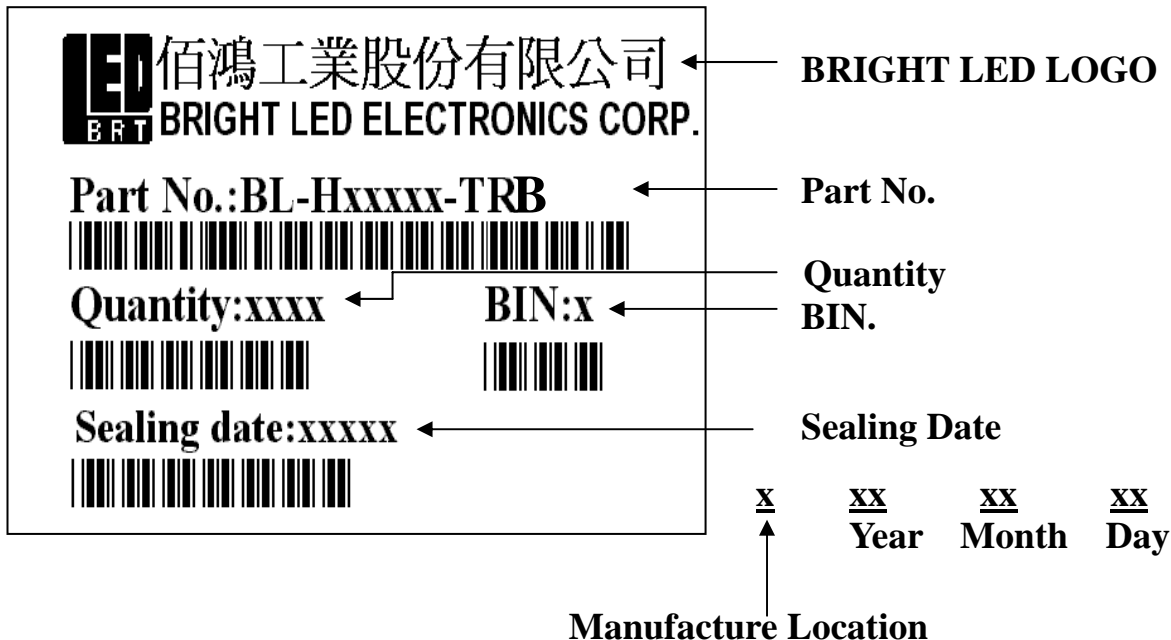 LED 佰鴻工業股份有限公司 BRIGHT LED LOGO
BRT BRIGHT LED ELECTRONICS CORP.
Part No.:BL-Hxxxxx-TRB Part No.
Quantity
Quantity:xxxx BIN:x BIN.
Sealing date:xxxxx Sealing Date
x xx xx xx
Year Month Day
Manufacture Location